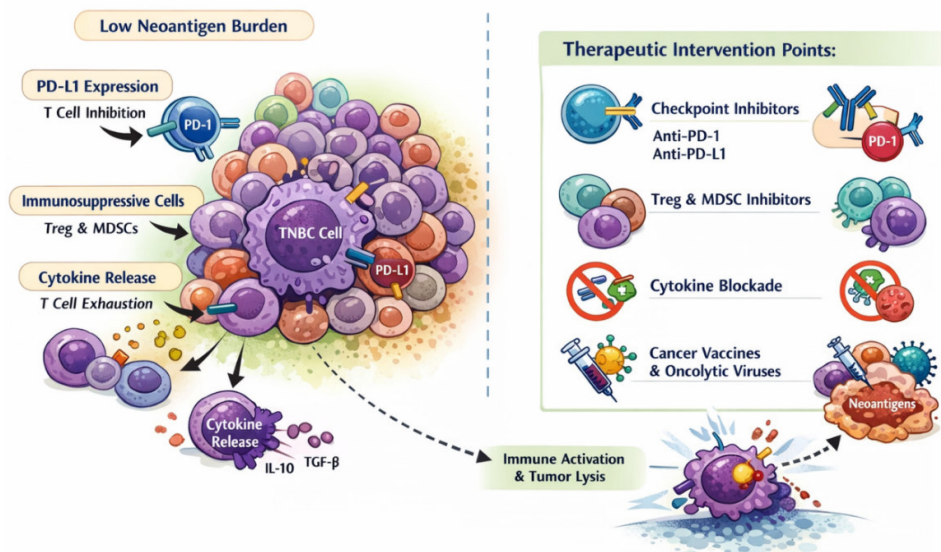 Low Neoantigen Burden
PD-L1 Expression
T Cell Inhibition
PD-1
Immunosuppressive Cells
Treg & MDSCs
TNBC Cell
PD-L1
Cytokine Release
T Cell Exhaustion
Cytokine
Release
IL-10
TGF-β
Therapeutic Intervention Points:
Checkpoint Inhibitors
Anti-PD-1
Anti-PD-L1
PD-1
Treg & MDSC Inhibitors
Cytokine Blockade
Cancer Vaccines
& Oncolytic Viruses
Neoantigens
Immune Activation
& Tumor Lysis